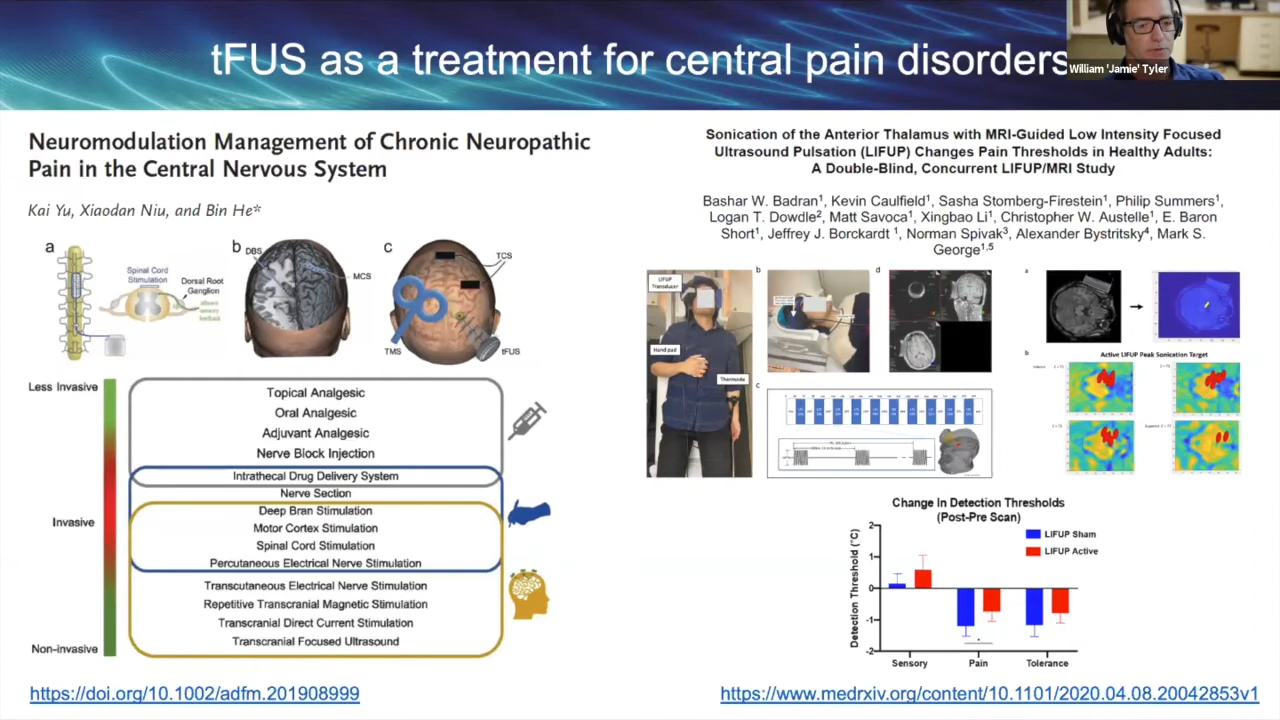 tFUS as a treatment for central pain disorders
William 'Jamie' Tyler
Neuromodulation Management of Chronic Neuropathic
Pain in the Central Nervous System
Kai Yu, Xiaodan Niu, and Bin He*
a
b
c
Spinal Cord
Stimulation
Dorsal Root
Ganglion
DBS
MCS
TCS
TMS
tFUS
Less Invasive
Invasive
Non-invasive
Topical Analgesic
Oral Analgesic
Adjuvant Analgesic
Nerve Block Injection
Intrathecal Drug Delivery System
Nerve Section
Deep Bran Stimulation
Motor Cortex Stimulation
Spinal Cord Stimulation
Percutaneous Electrical Nerve Stimulation
Transcutaneous Electrical Nerve Stimulation
Repetitive Transcranial Magnetic Stimulation
Transcranial Direct Current Stimulation
Transcranial Focused Ultrasound
https://doi.org/10.1002/adfm.201908999
Sonication of the Anterior Thalamus with MRI-Guided Low Intensity Focused
Ultrasound Pulsation (LIFUP) Changes Pain Thresholds in Healthy Adults:
A Double-Blind, Concurrent LIFUP/MRI Study
Bashar W. Badran¹, Kevin Caulfield¹, Sasha Stomberg-Firestein¹, Philip Summers¹,
Logan T. Dowdle², Matt Savoca¹, Xingbao Li¹, Christopher W. Austelle¹, E. Baron
Short¹, Jeffrey J. Borckardt ¹, Norman Spivak³, Alexander Bystritsky⁴, Mark S.
George¹,⁵
LIFUP
Transducer
Hand pad
Thermode
b
d
c
a
b
Active LIFUP Peak Sonication Target
Change In Detection Thresholds
(Post-Pre Scan)
LIFUP Sham
LIFUP Active
Detection Threshold (°C)
2
1
0
-1
-2
*
Sensory
Pain
Tolerance
https://www.medrxiv.org/content/10.1101/2020.04.08.20042853v1